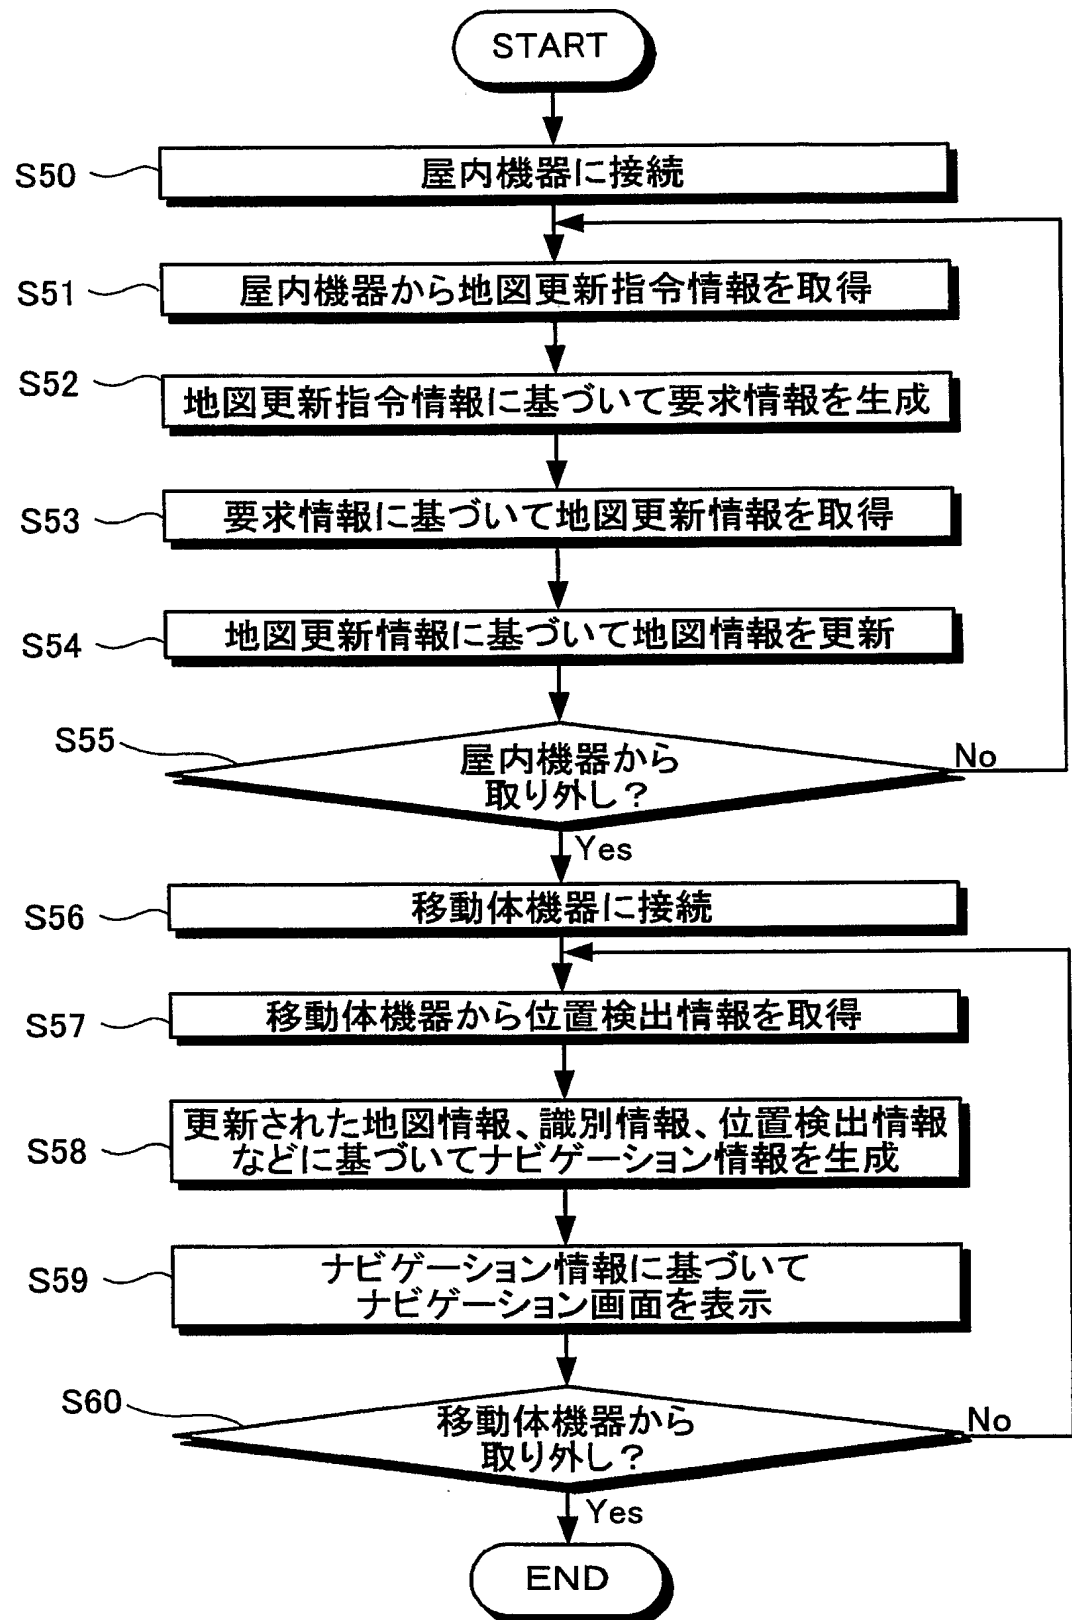 START
S50
屋内機器に接続
S51
屋内機器から地図更新指令情報を取得
S52
地図更新指令情報に基づいて要求情報を生成
S53
要求情報に基づいて地図更新情報を取得
S54
地図更新情報に基づいて地図情報を更新
S55
屋内機器から
取り外し?
No
Yes
S56
移動体機器に接続
S57
移動体機器から位置検出情報を取得
S58
更新された地図情報、識別情報、位置検出情報
などに基づいてナビゲーション情報を生成
S59
ナビゲーション情報に基づいて
ナビゲーション画面を表示
S60
移動体機器から
取り外し?
No
Yes
END